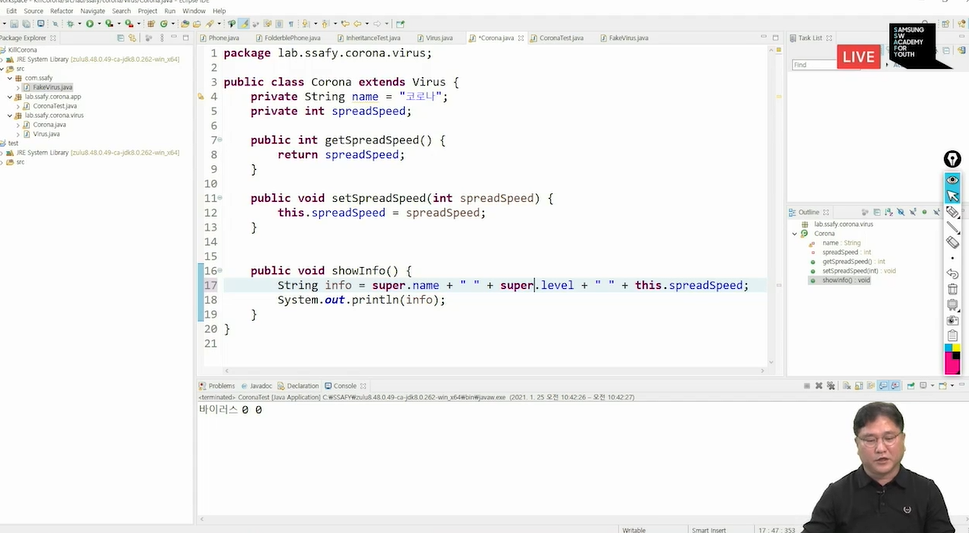 Edit Source Refactor Navigate Search Project Run Window Help
Package Explorer
KillCorona
JRE System Library [zulu8.48.0.49-ca-jdk8.0.262-win_x64]
src
com.ssafy
FakeVirus.java
lab.ssafy.corona.app
CoronaTest.java
lab.ssafy.corona.virus
Corona.java
Virus.java
test
JRE System Library [zulu8.48.0.49-ca-jdk8.0.262-win_x64]
src
Phone.java FolderblePhone.java InheritanceTest.java Virus.java *Corona.java CoronaTest.java FakeVirus.java
1 package lab.ssafy.corona.virus;
2
3 public class Corona extends Virus {
4 private String name = "코로나";
5 private int spreadSpeed;
6
7 public int getSpreadSpeed() {
8 return spreadSpeed;
9 }
10
11 public void setSpreadSpeed(int spreadSpeed) {
12 this.spreadSpeed = spreadSpeed;
13 }
14
15
16 public void showInfo() {
17 String info = super.name + " " + super.level + " " + this.spreadSpeed;
18 System.out.println(info);
19 }
20 }
21
Task List
Find
LIVE
SAMSUNG
SW
ACADEMY
FOR
YOUTH
Outline
lab.ssafy.corona.virus
Corona
name : String
spreadSpeed : int
getSpreadSpeed() : int
setSpreadSpeed(int) : void
showInfo() : void
Problems Javadoc Declaration Console
<terminated> CoronaTest [Java Application] C:₩SSAFY₩zulu8.48.0.49-ca-jdk8.0.262-win_x64₩bin₩javaw.exe (2021. 1. 25 오전 10:42:26 – 오전 10:42:27)
바이러스 0 0
Writable Smart Insert 17 : 47 : 353